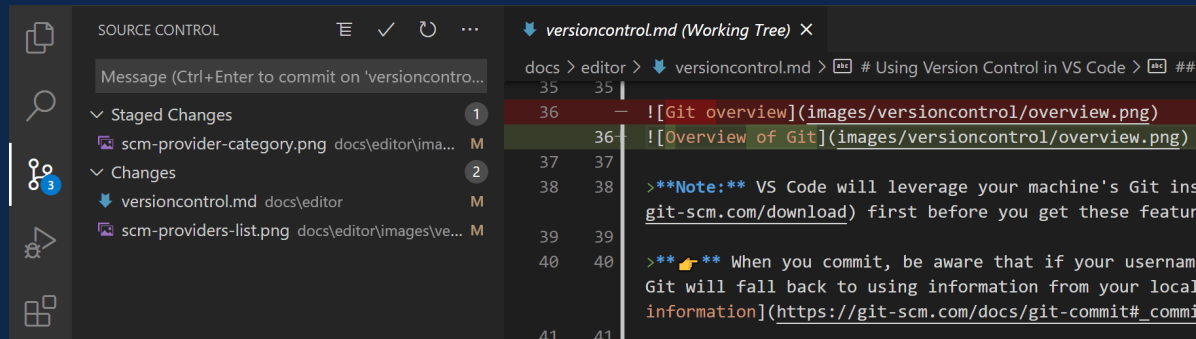 SOURCE CONTROL
Message (Ctrl+Enter to commit on 'versioncontro...
Staged Changes 1
scm-provider-category.png docs\editor\ima... M
Changes 2
versioncontrol.md docs\editor M
scm-providers-list.png docs\editor\images\ve... M
3
versioncontrol.md (Working Tree)
docs > editor > versioncontrol.md > abc # Using Version Control in VS Code > abc ##
35 35
36 — ![Git overview](images/versioncontrol/overview.png)
36 ![Overview of Git](images/versioncontrol/overview.png)
37 37
38 38 >**Note:** VS Code will leverage your machine's Git ins
git-scm.com/download) first before you get these featur
39 39
40 40 >**👉** When you commit, be aware that if your usernam
Git will fall back to using information from your local
information](https://git-scm.com/docs/git-commit#_commi
41 41